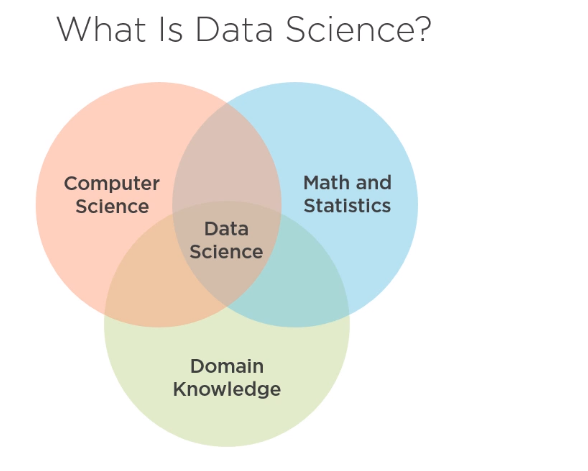 What Is Data Science?
Computer
Science
Math and
Statistics
Data
Science
Domain
Knowledge